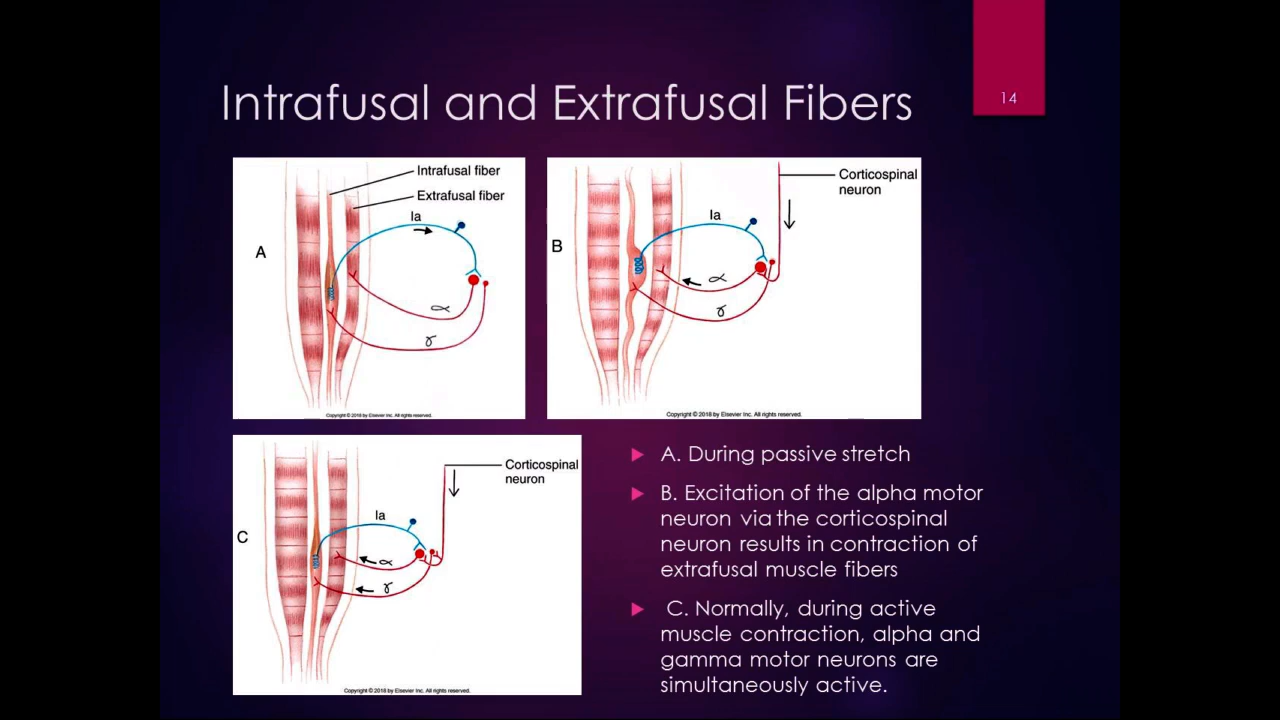 Intrafusal and Extrafusal Fibers
14
Intrafusal fiber
Extrafusal fiber
Ia
A
α
γ
Copyright © 2018 by Elsevier Inc. All rights reserved.
Corticospinal
neuron
Ia
B
α
γ
Copyright © 2018 by Elsevier Inc. All rights reserved.
Corticospinal
neuron
Ia
C
α
γ
Copyright © 2018 by Elsevier Inc. All rights reserved.
A. During passive stretch
B. Excitation of the alpha motor
neuron via the corticospinal
neuron results in contraction of
extrafusal muscle fibers
C. Normally, during active
muscle contraction, alpha and
gamma motor neurons are
simultaneously active.